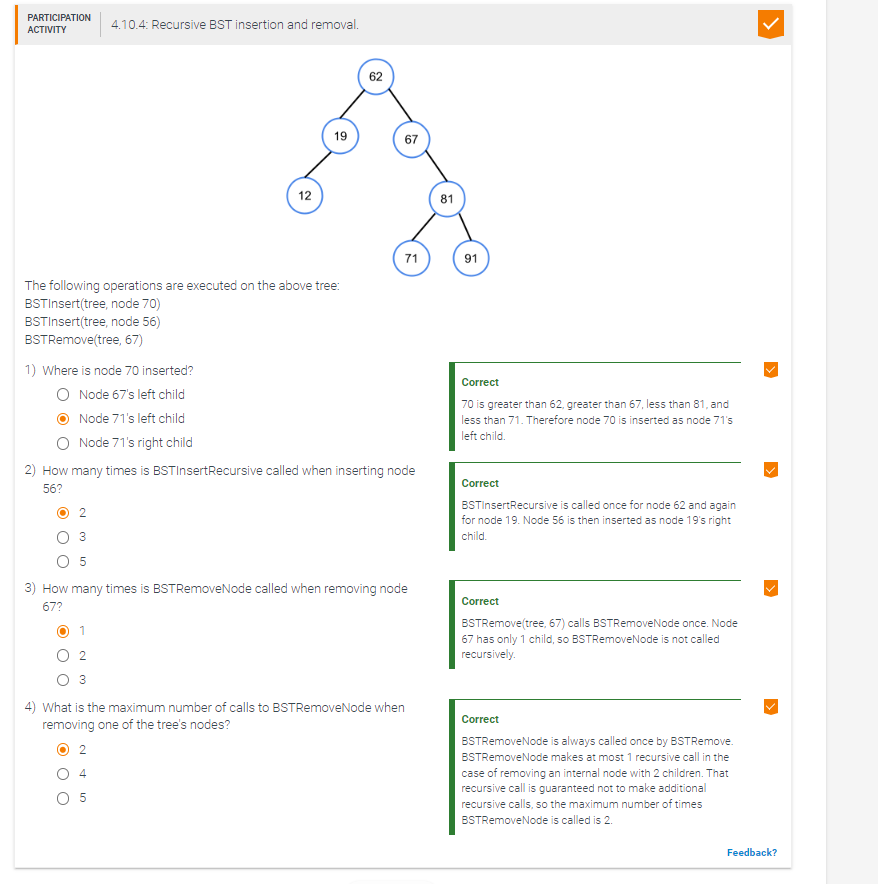 PARTICIPATION
ACTIVITY
4.10.4: Recursive BST insertion and removal.
62
19
67
12
81
71
91
The following operations are executed on the above tree:
BSTInsert(tree, node 70)
BSTInsert(tree, node 56)
BSTRemove(tree, 67)
1) Where is node 70 inserted?
Node 67's left child
Node 71's left child
Node 71's right child
Correct
70 is greater than 62, greater than 67, less than 81, and
less than 71. Therefore node 70 is inserted as node 71's
left child.
2) How many times is BSTInsertRecursive called when inserting node
56?
2
3
5
Correct
BSTInsertRecursive is called once for node 62 and again
for node 19. Node 56 is then inserted as node 19's right
child.
3) How many times is BSTRemoveNode called when removing node
67?
1
2
3
Correct
BSTRemove(tree, 67) calls BSTRemoveNode once. Node
67 has only 1 child, so BSTRemoveNode is not called
recursively.
4) What is the maximum number of calls to BSTRemoveNode when
removing one of the tree's nodes?
2
4
5
Correct
BSTRemoveNode is always called once by BSTRemove.
BSTRemoveNode makes at most 1 recursive call in the
case of removing an internal node with 2 children. That
recursive call is guaranteed not to make additional
recursive calls, so the maximum number of times
BSTRemoveNode is called is 2.
Feedback?